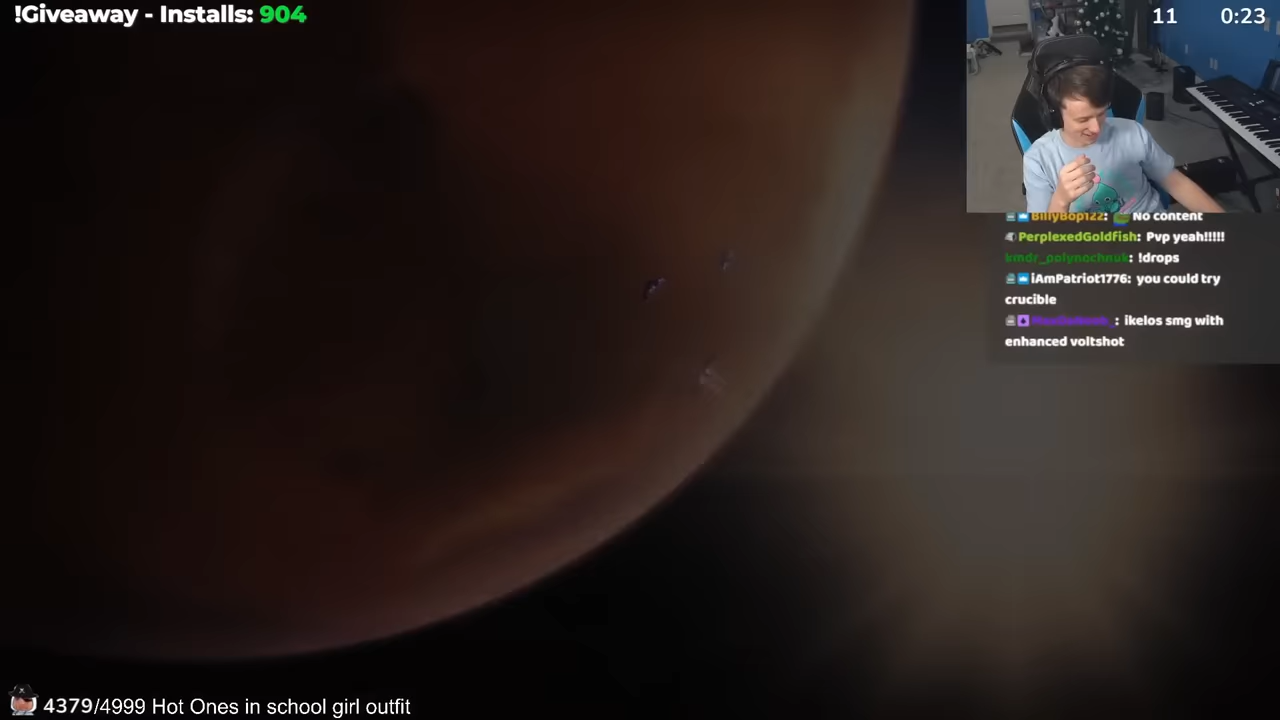 !Giveaway - Installs: 904
11 0:23
BillyBop122: No content
PerplexedGoldfish: Pvp yeah!!!!!
kmdr_polynochnuk: !drops
iAmPatriot1776: you could try
crucible
: ikelos smg with
enhanced voltshot
4379/4999 Hot Ones in school girl outfit